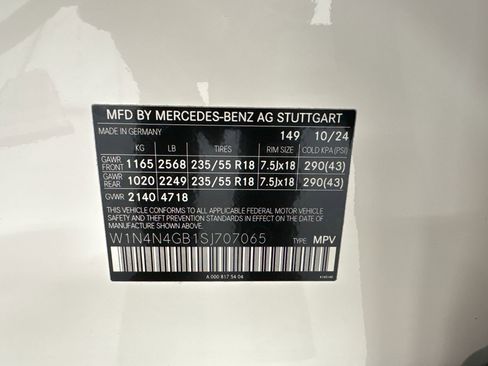 MFD BY MERCEDES-BENZ AG STUTTGART
MADE IN GERMANY 149 10/24
KG LB TIRES RIM SIZE COLD KPA (PSI)
GAWR FRONT 1165 2568 235/55 R18 7.5Jx18 290(43)
GAWR REAR 1020 2249 235/55 R18 7.5Jx18 290(43)
GVWR 2140 4718
THIS VEHICLE CONFORMS TO ALL APPLICABLE FEDERAL MOTOR VEHICLE
SAFETY, BUMPER, AND THEFT PREVENTION STANDARDS IN EFFECT ON THE DATE
OF MANUFACTURE SHOWN ABOVE.
W1N4N4GB1SJ707065 TYPE MPV
A 000 817 54 04